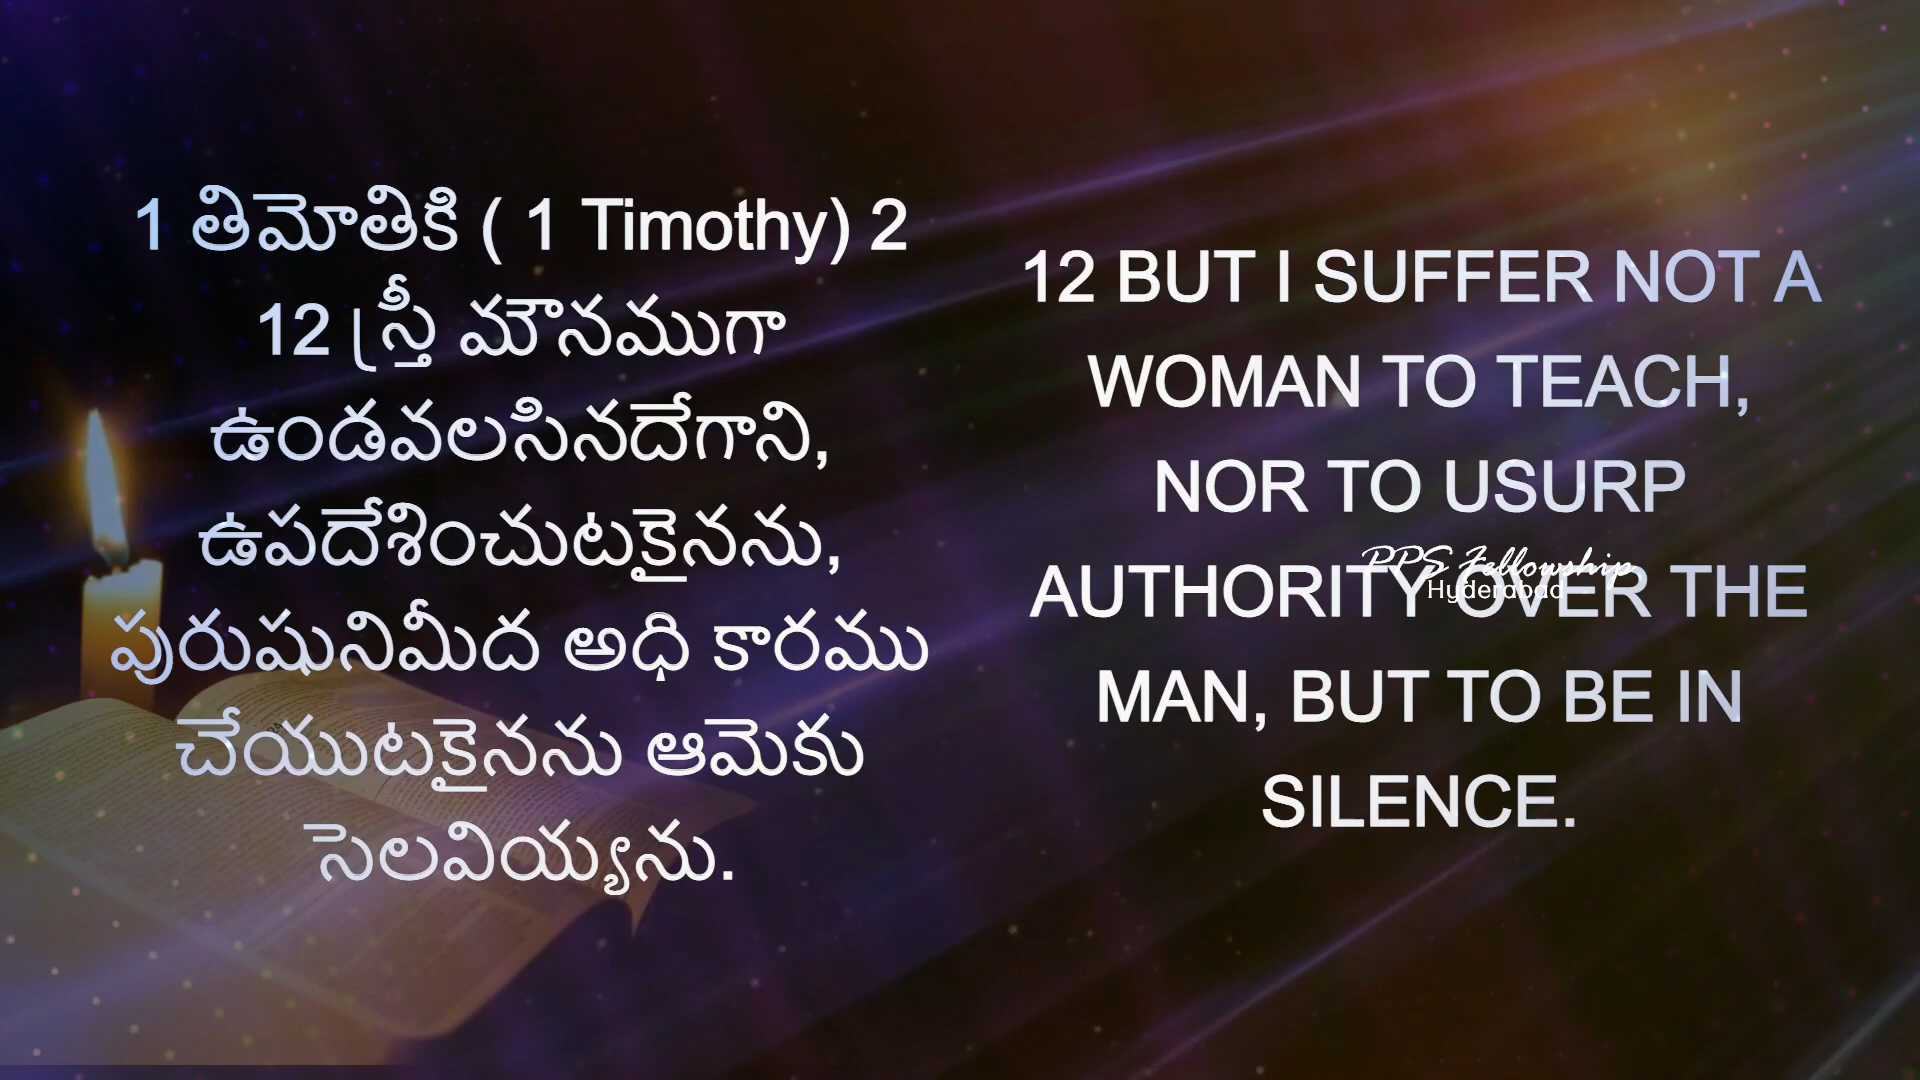 1 తిమోతికి ( 1 Timothy) 2
12 స్త్రీ మౌనముగా
ఉండవలసినదేగాని,
ఉపదేశించుటకైనను,
పురుషునిమీద అధి కారము
చేయుటకైనను ఆమెకు
సెలవియ్యను.
12 BUT I SUFFER NOT A
WOMAN TO TEACH,
NOR TO USURP
AUTHORITY OVER THE
MAN, BUT TO BE IN
SILENCE.
PPS Fellowship
Hyderabad